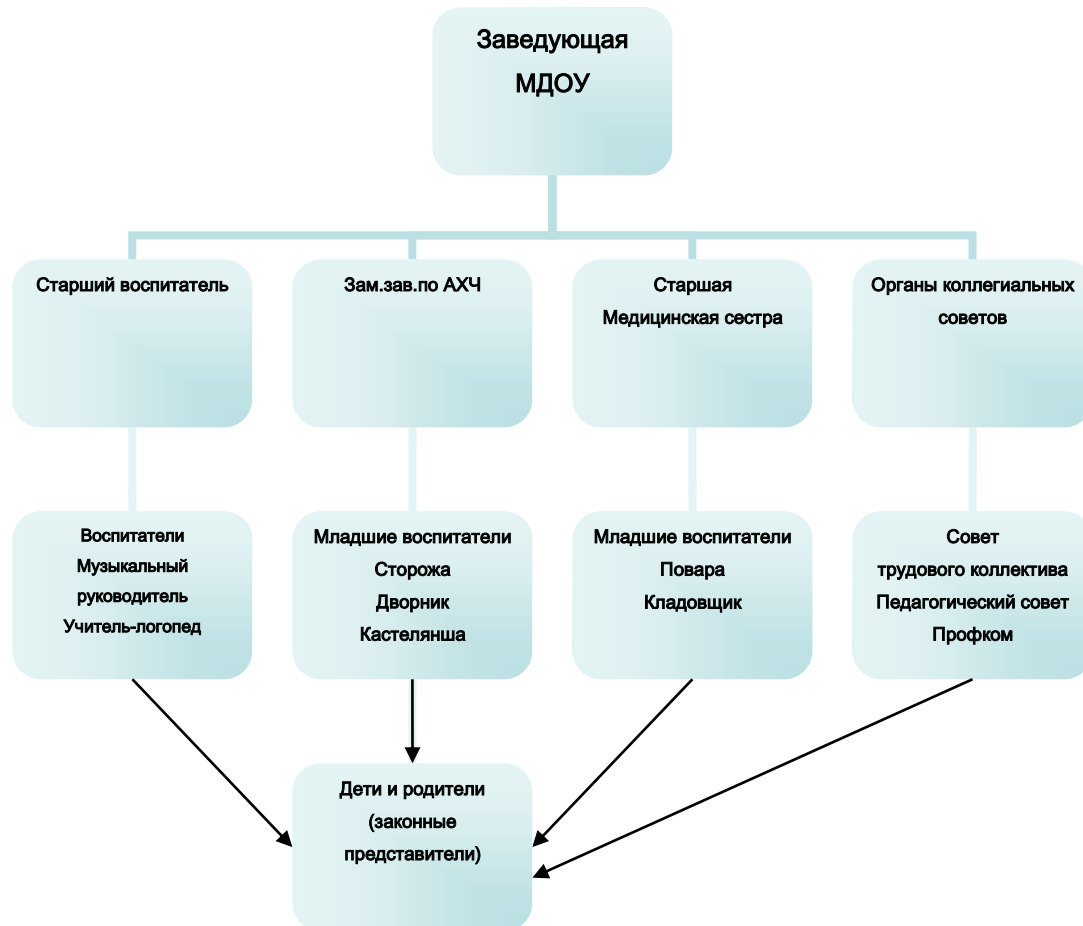 Заведующая
МДОУ
Старший воспитатель
Зам.зав.по АХЧ
Старшая
Медицинская сестра
Органы коллегиальных
советов
Воспитатели
Музыкальный
руководитель
Учитель-логопед
Младшие воспитатели
Сторожа
Дворник
Кастелянша
Младшие воспитатели
Повара
Кладовщик
Совет
трудового коллектива
Педагогический совет
Профком
Дети и родители
(законные
представители)